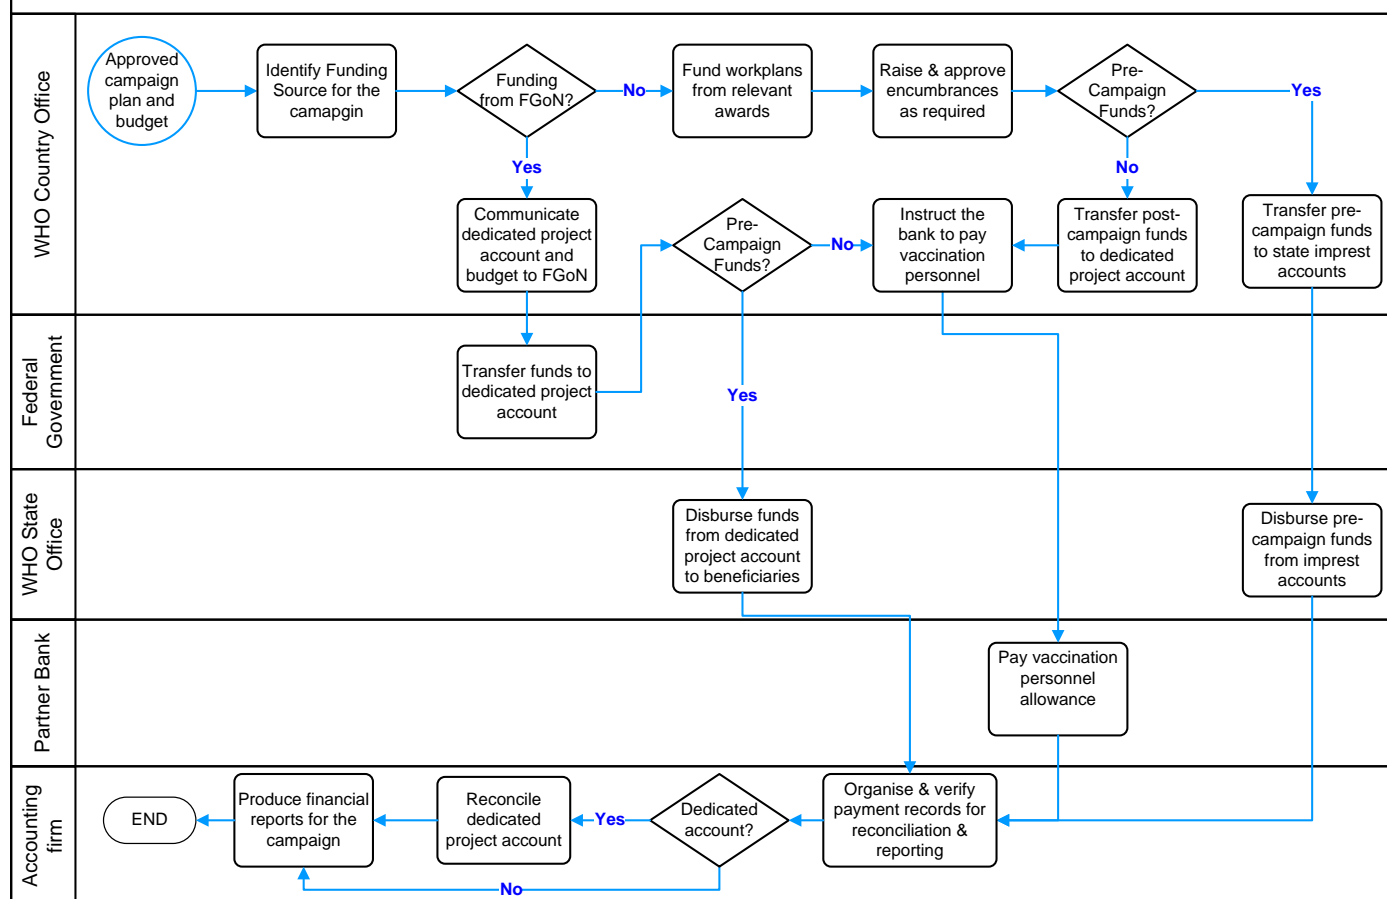 WHO Country Office
Approved
campaign
plan and
budget
Identify Funding
Source for the
camapgin
Funding
from FGoN?
No
Fund workplans
from relevant
awards
Raise & approve
encumbrances
as required
Pre-
Campaign
Funds?
Yes
Yes
No
Communicate
dedicated project
account and
budget to FGoN
Pre-
Campaign
Funds?
No
Instruct the
bank to pay
vaccination
personnel
Transfer post-
campaign funds
to dedicated
project account
Transfer pre-
campaign funds
to state imprest
accounts
Federal
Government
Transfer funds to
dedicated project
account
Yes
WHO State
Office
Disburse funds
from dedicated
project account
to beneficiaries
Disburse pre-
campaign funds
from imprest
accounts
Partner Bank
Pay vaccination
personnel
allowance
Accounting
firm
END
Produce financial
reports for the
campaign
Reconcile
dedicated
project account
Yes
Dedicated
account?
Organise & verify
payment records for
reconciliation &
reporting
No